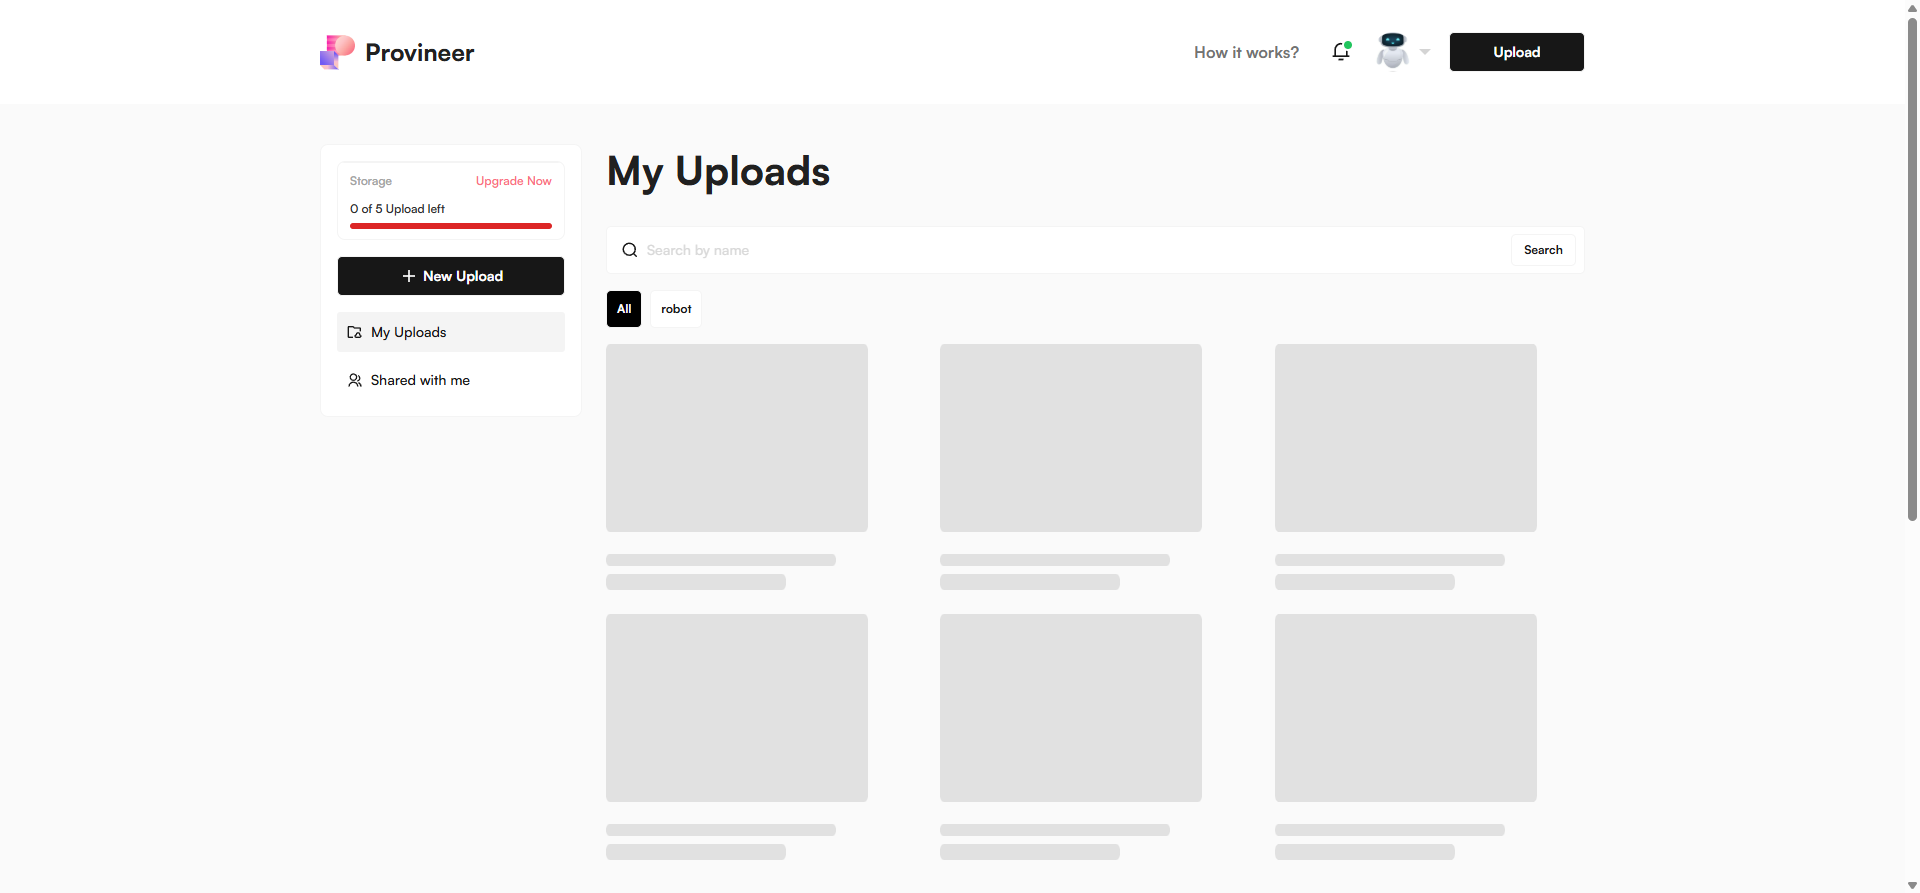 Provineer
How it works?
Upload
Storage
Upgrade Now
0 of 5 Upload left
New Upload
My Uploads
Shared with me
My Uploads
Search by name
Search
All
robot